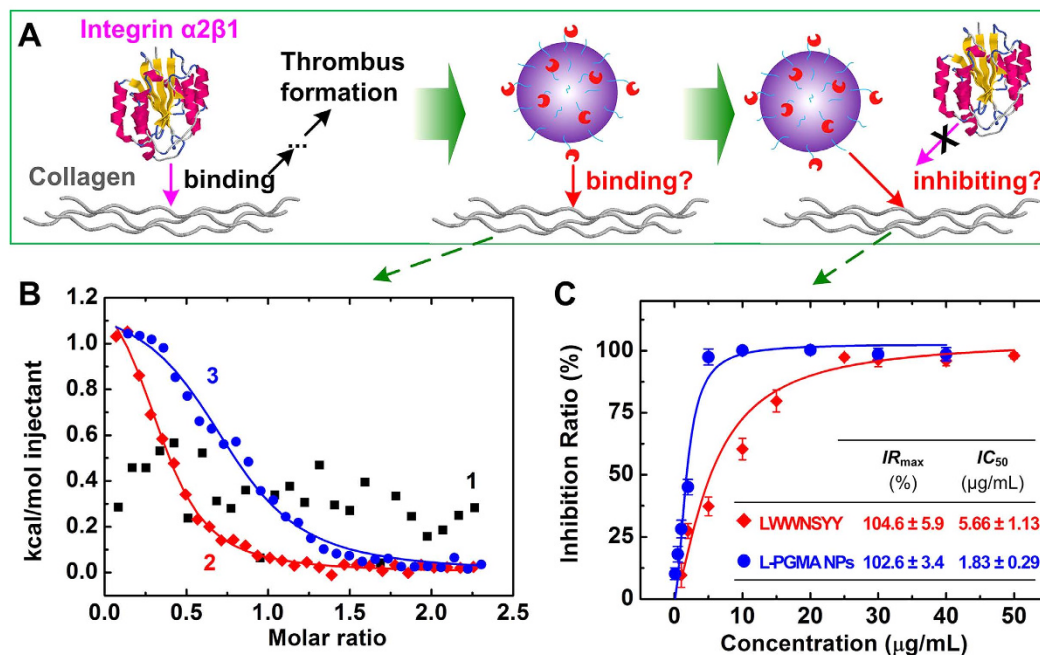 A
Integrin α2β1
Thrombus
formation
...
Collagen
binding
binding?
X
inhibiting?
B
kcal/mol injectant
1.2
1.0
0.8
0.6
0.4
0.2
0.0
3
1
2
0.0 0.5 1.0 1.5 2.0 2.5
Molar ratio
C
Inhibition Ratio (%)
100
75
50
25
0
IRmax IC50
(%) (μg/mL)
LWWNSYY 104.6 ± 5.9 5.66 ± 1.13
L-PGMA NPs 102.6 ± 3.4 1.83 ± 0.29
0 10 20 30 40 50
Concentration (μg/mL)